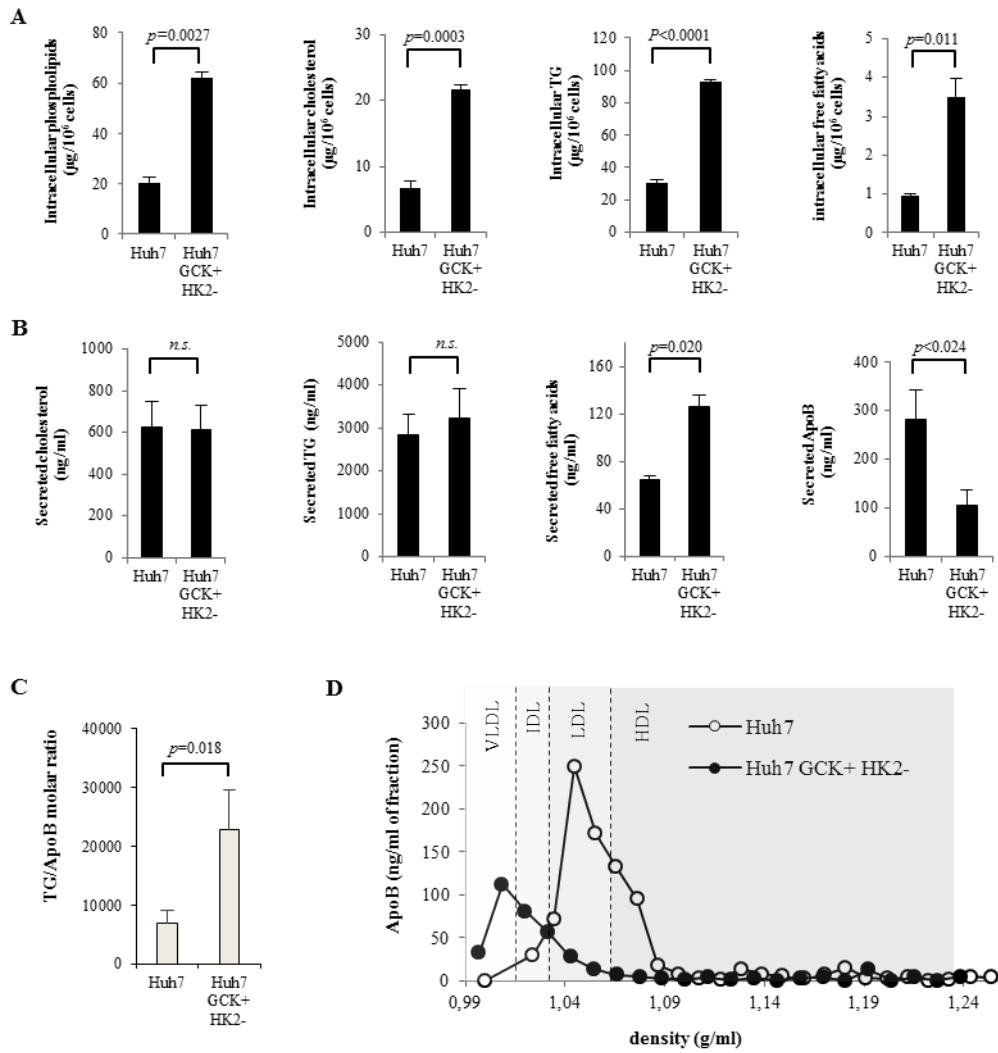 A
Intracellular phospholipids
(µg/10⁶ cells)
80
60
40
20
0
p=0.0027
Huh7
Huh7
GCK+
HK2-
Intracellular cholesterol
(µg/10⁶ cells)
30
20
10
0
p=0.0003
Huh7
Huh7
GCK+
HK2-
Intracellular TG
(µg/10⁶ cells)
120
100
80
60
40
20
0
P<0.0001
Huh7
Huh7
GCK+
HK2-
intracellular free fatty acids
(µg/10⁶ cells)
5
4
3
2
1
0
p=0.011
Huh7
Huh7
GCK+
HK2-
B
Secreted cholesterol
(ng/ml)
1000
800
600
400
200
0
n.s.
Huh7
Huh7
GCK+
HK2-
Secreted TG (ng/ml)
5000
4000
3000
2000
1000
0
n.s.
Huh7
Huh7
GCK+
HK2-
Secreted free fatty acids
(ng/ml)
160
120
80
40
0
p=0.020
Huh7
Huh7
GCK+
HK2-
Secreted ApoB
(ng/ml)
400
300
200
100
0
p<0.024
Huh7
Huh7
GCK+
HK2-
C
TG/ApoB molar ratio
40000
30000
20000
10000
0
p=0.018
Huh7
Huh7
GCK+
HK2-
D
ApoB (ng/ml of fraction)
300
250
200
150
100
50
0
VLDL
IDL
LDL
HDL
Huh7
Huh7 GCK+ HK2-
0,99
1,04
1,09
1,14
1,19
1,24
density (g/ml)